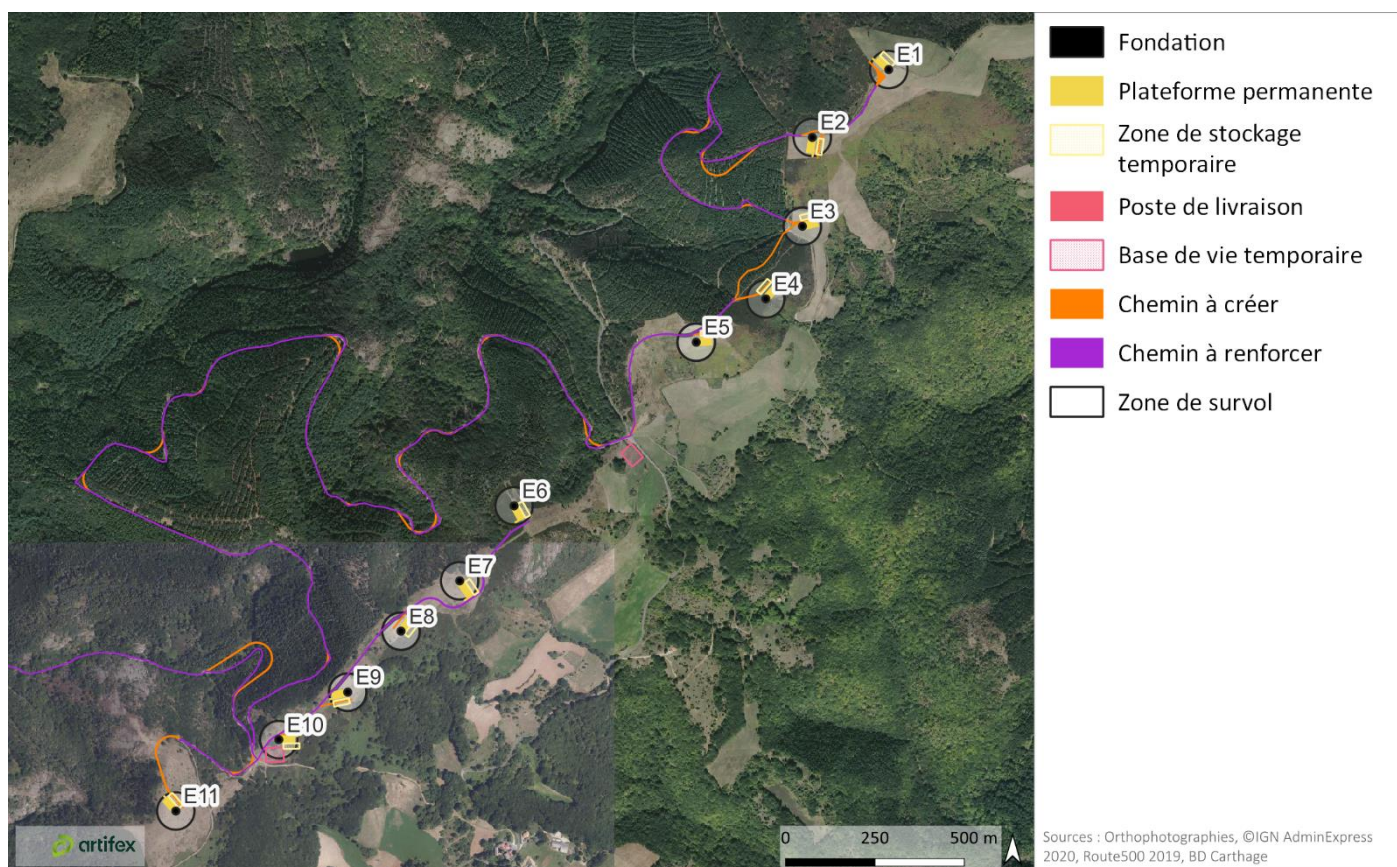 E1
E2
E3
E4
E5
E6
E7
E8
E9
E10
E11
artifex
0 250 500 m
Fondation
Plateforme permanente
Zone de stockage
temporaire
Poste de livraison
Base de vie temporaire
Chemin à créer
Chemin à renforcer
Zone de survol
Sources : Orthophotographies, ©IGN AdminExpress
2020, Route500 2019, BD Carthage